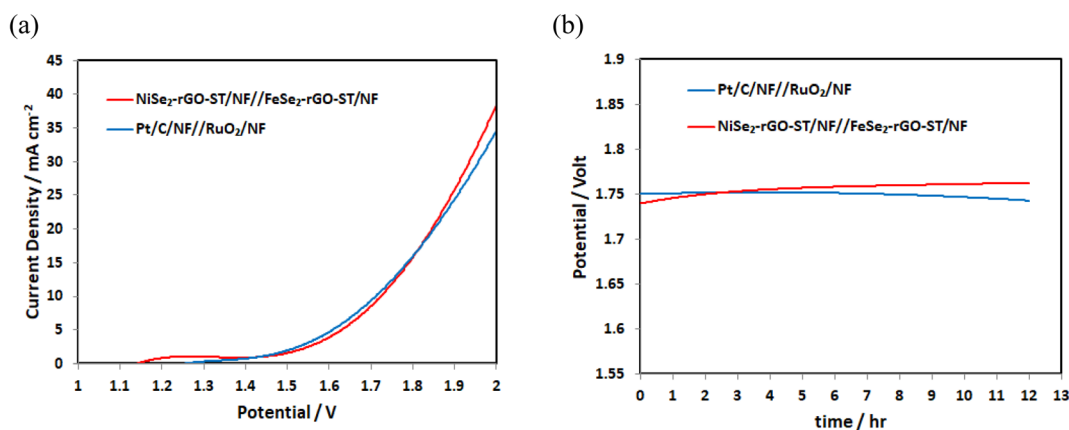 (a)
45
40
35
30
25
20
15
10
5
0
Current Density / mA cm⁻²
NiSe₂-rGO-ST/NF//FeSe₂-rGO-ST/NF
Pt/C/NF//RuO₂/NF
1 1.1 1.2 1.3 1.4 1.5 1.6 1.7 1.8 1.9 2
Potential / V
(b)
1.9
1.85
1.8
1.75
1.7
1.65
1.6
1.55
Potential / Volt
Pt/C/NF//RuO₂/NF
NiSe₂-rGO-ST/NF//FeSe₂-rGO-ST/NF
0 1 2 3 4 5 6 7 8 9 10 11 12 13
time / hr